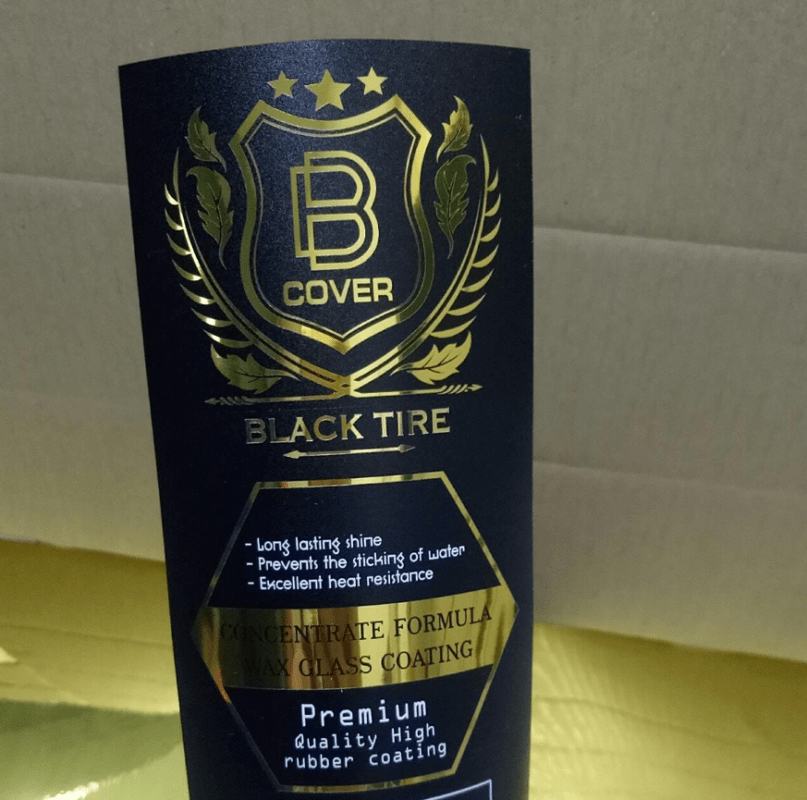 B
COVER
BLACK TIRE
- Long lasting shine
- Prevents the sticking of water
- Excellent heat resistance
CONCENTRATE FORMULA
WAX GLASS COATING
Premium
Quality High
rubber coating